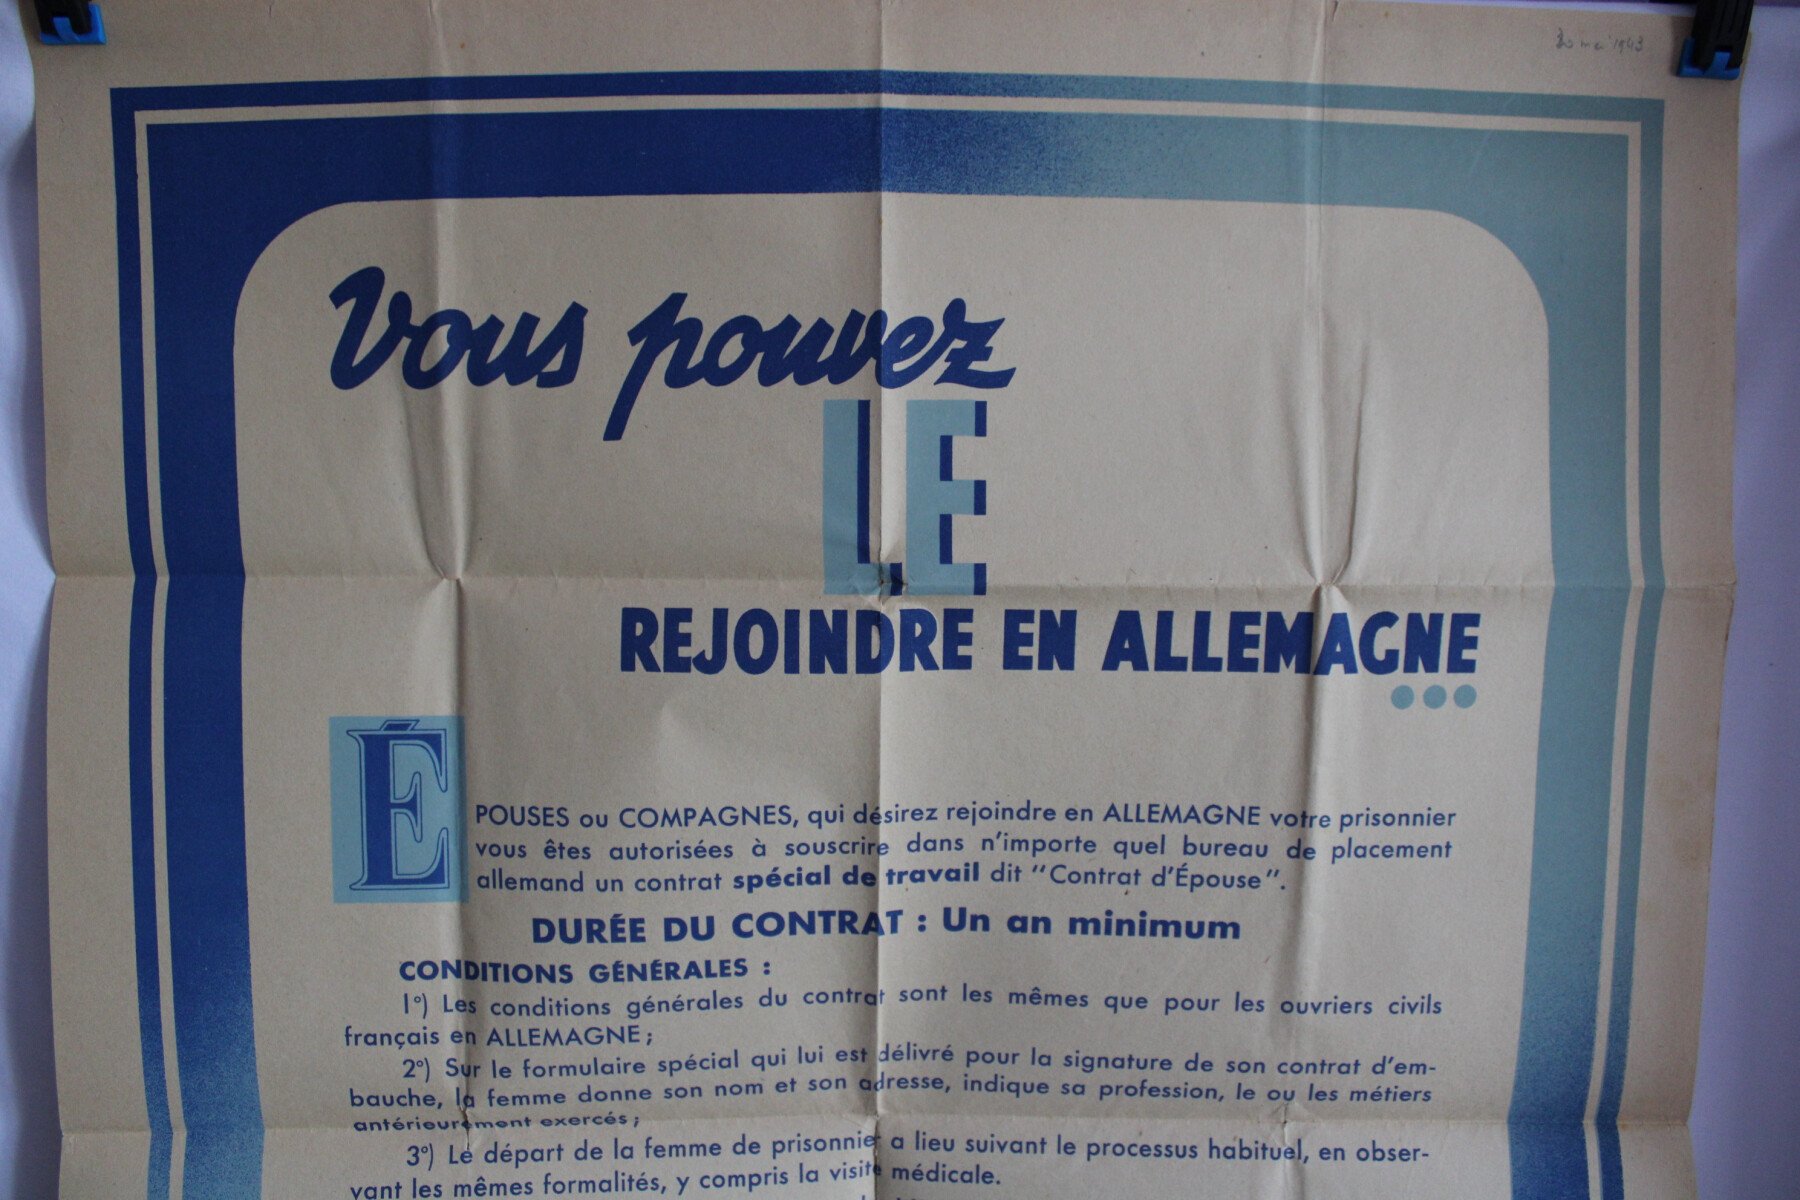 30 mai 1943
Vous pouvez
LE
REJOINDRE EN ALLEMAGNE
...
ÉPOUSES ou COMPAGNES, qui désirez rejoindre en ALLEMAGNE votre prisonnier
vous êtes autorisées à souscrire dans n'importe quel bureau de placement
allemand un contrat spécial de travail dit "Contrat d'Épouse".
DURÉE DU CONTRAT : Un an minimum
CONDITIONS GÉNÉRALES :
1°) Les conditions générales du contrat sont les mêmes que pour les ouvriers civils
français en ALLEMAGNE ;
2°) Sur le formulaire spécial qui lui est délivré pour la signature de son contrat d'em-
bauche, la femme donne son nom et son adresse, indique sa profession, le ou les métiers
antérieurement exercés ;
3°) Le départ de la femme de prisonnier a lieu suivant le processus habituel, en obser-
vant les mêmes formalités, y compris la visite médicale.